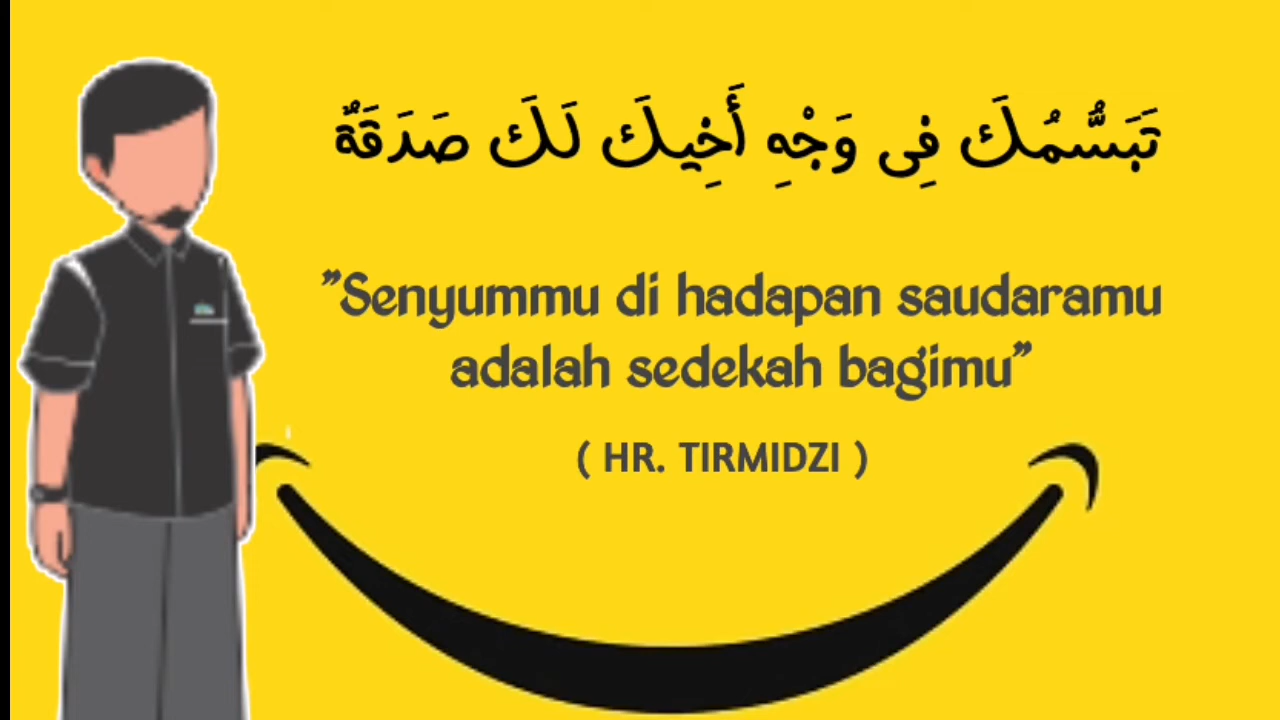 تَبَسُّمُكَ فِى وَجْهِ أَخِيكَ لَكَ صَدَقَةٌ
"Senyummu di hadapan saudaramu
adalah sedekah bagimu"
( HR. TIRMIDZI )